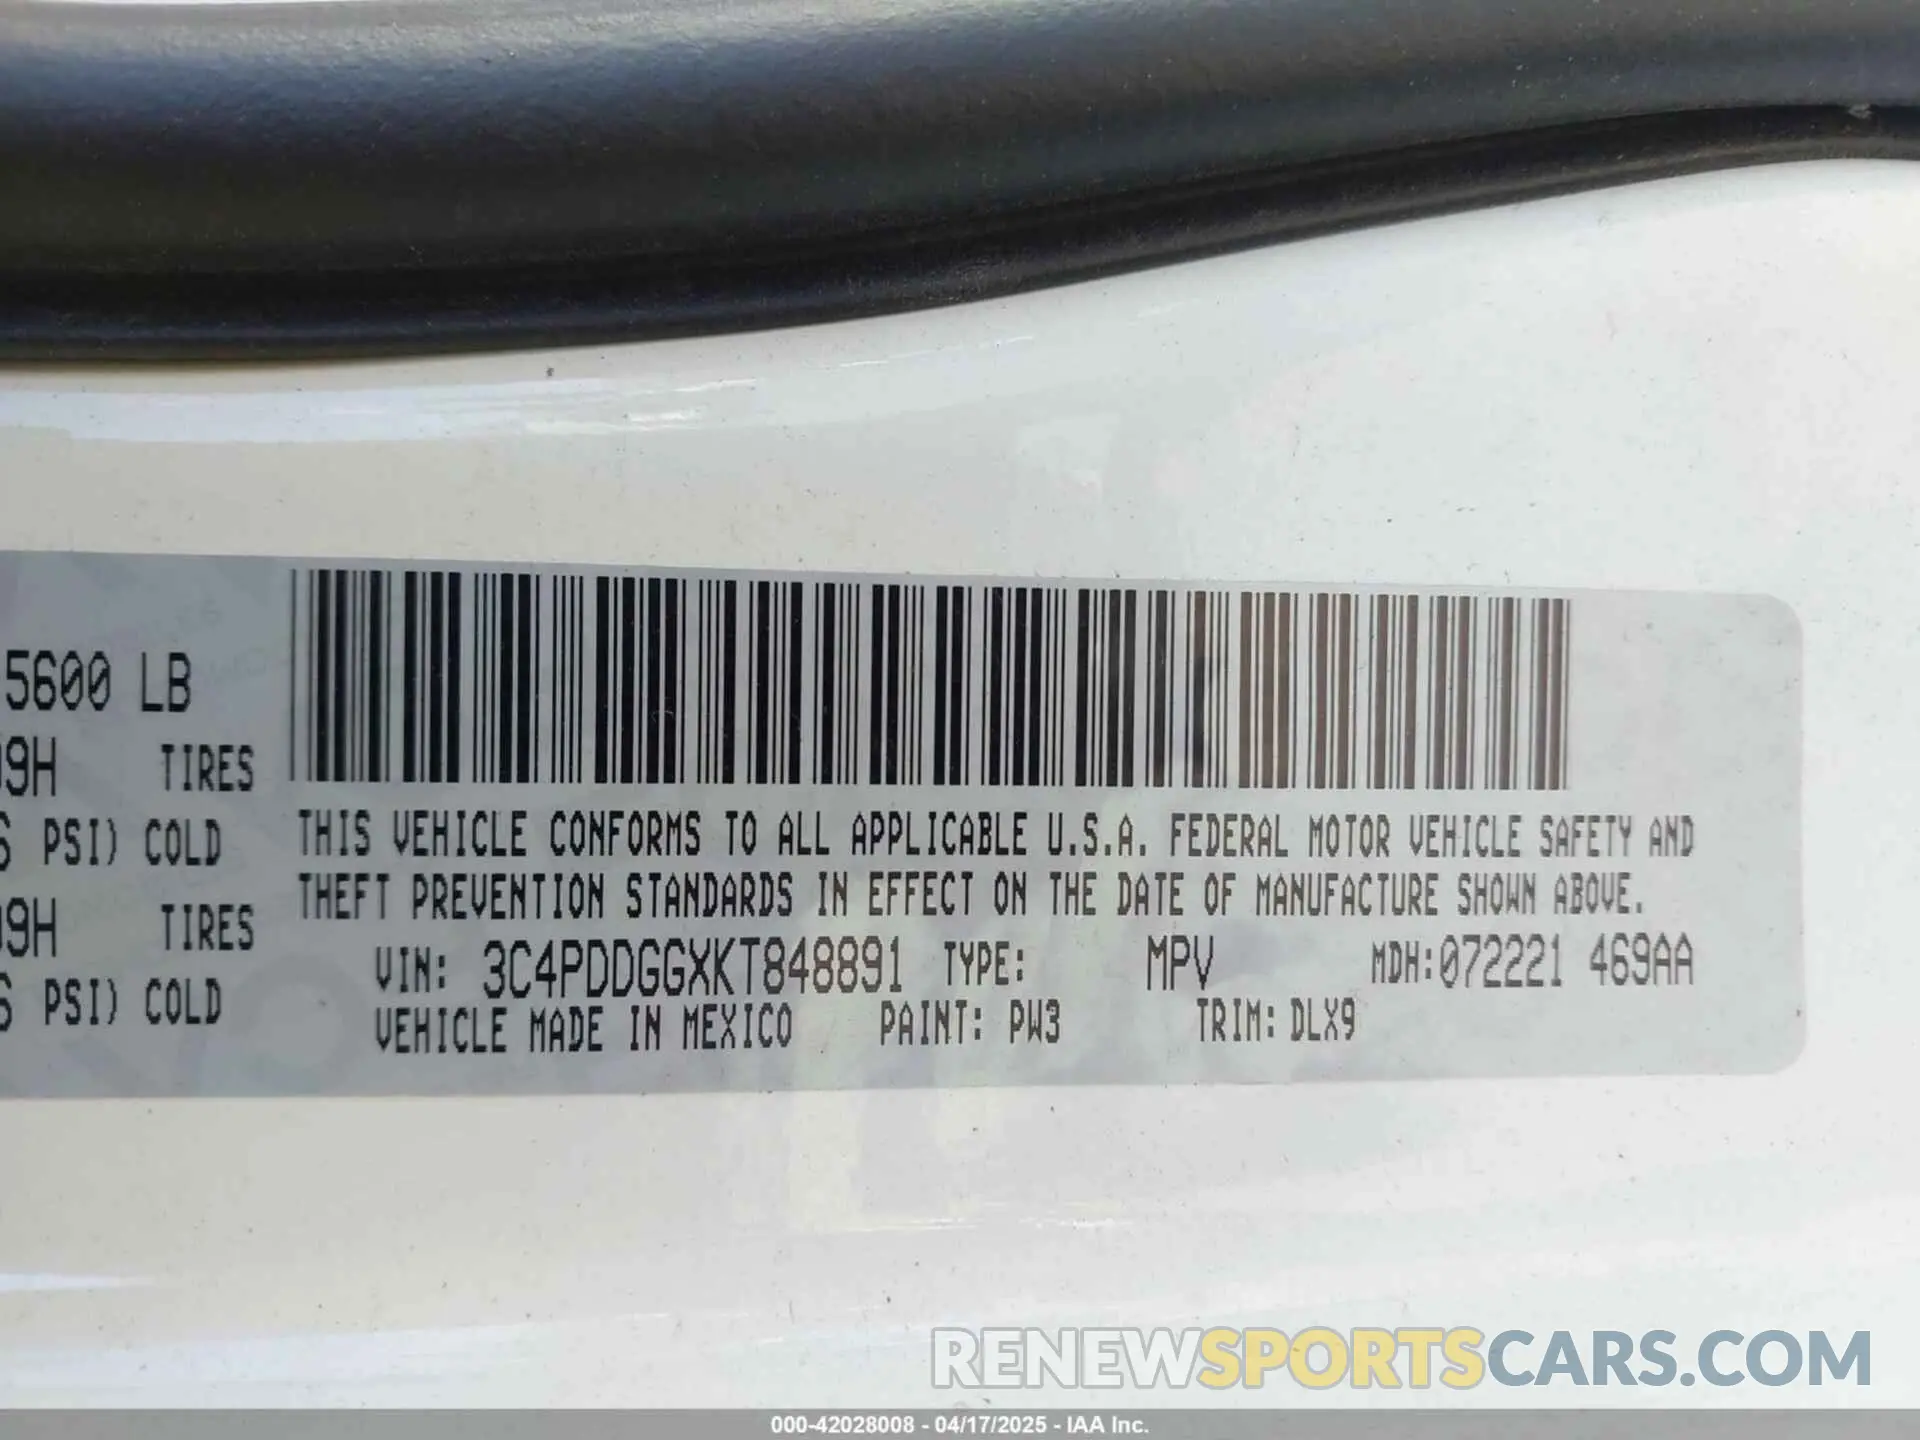 5600 LB
09H TIRES
PSI) COLD
09H TIRES
PSI) COLD
THIS VEHICLE CONFORMS TO ALL APPLICABLE U.S.A. FEDERAL MOTOR VEHICLE SAFETY AND
THEFT PREVENTION STANDARDS IN EFFECT ON THE DATE OF MANUFACTURE SHOWN ABOVE.
VIN: 3C4PDDGGXKT848891 TYPE: MPV MDH:072221 469AA
VEHICLE MADE IN MEXICO PAINT: PW3 TRIM: DLX9
RENEWSPORTSCARS.COM
000-42028008 - 04/17/2025 - IAA Inc.